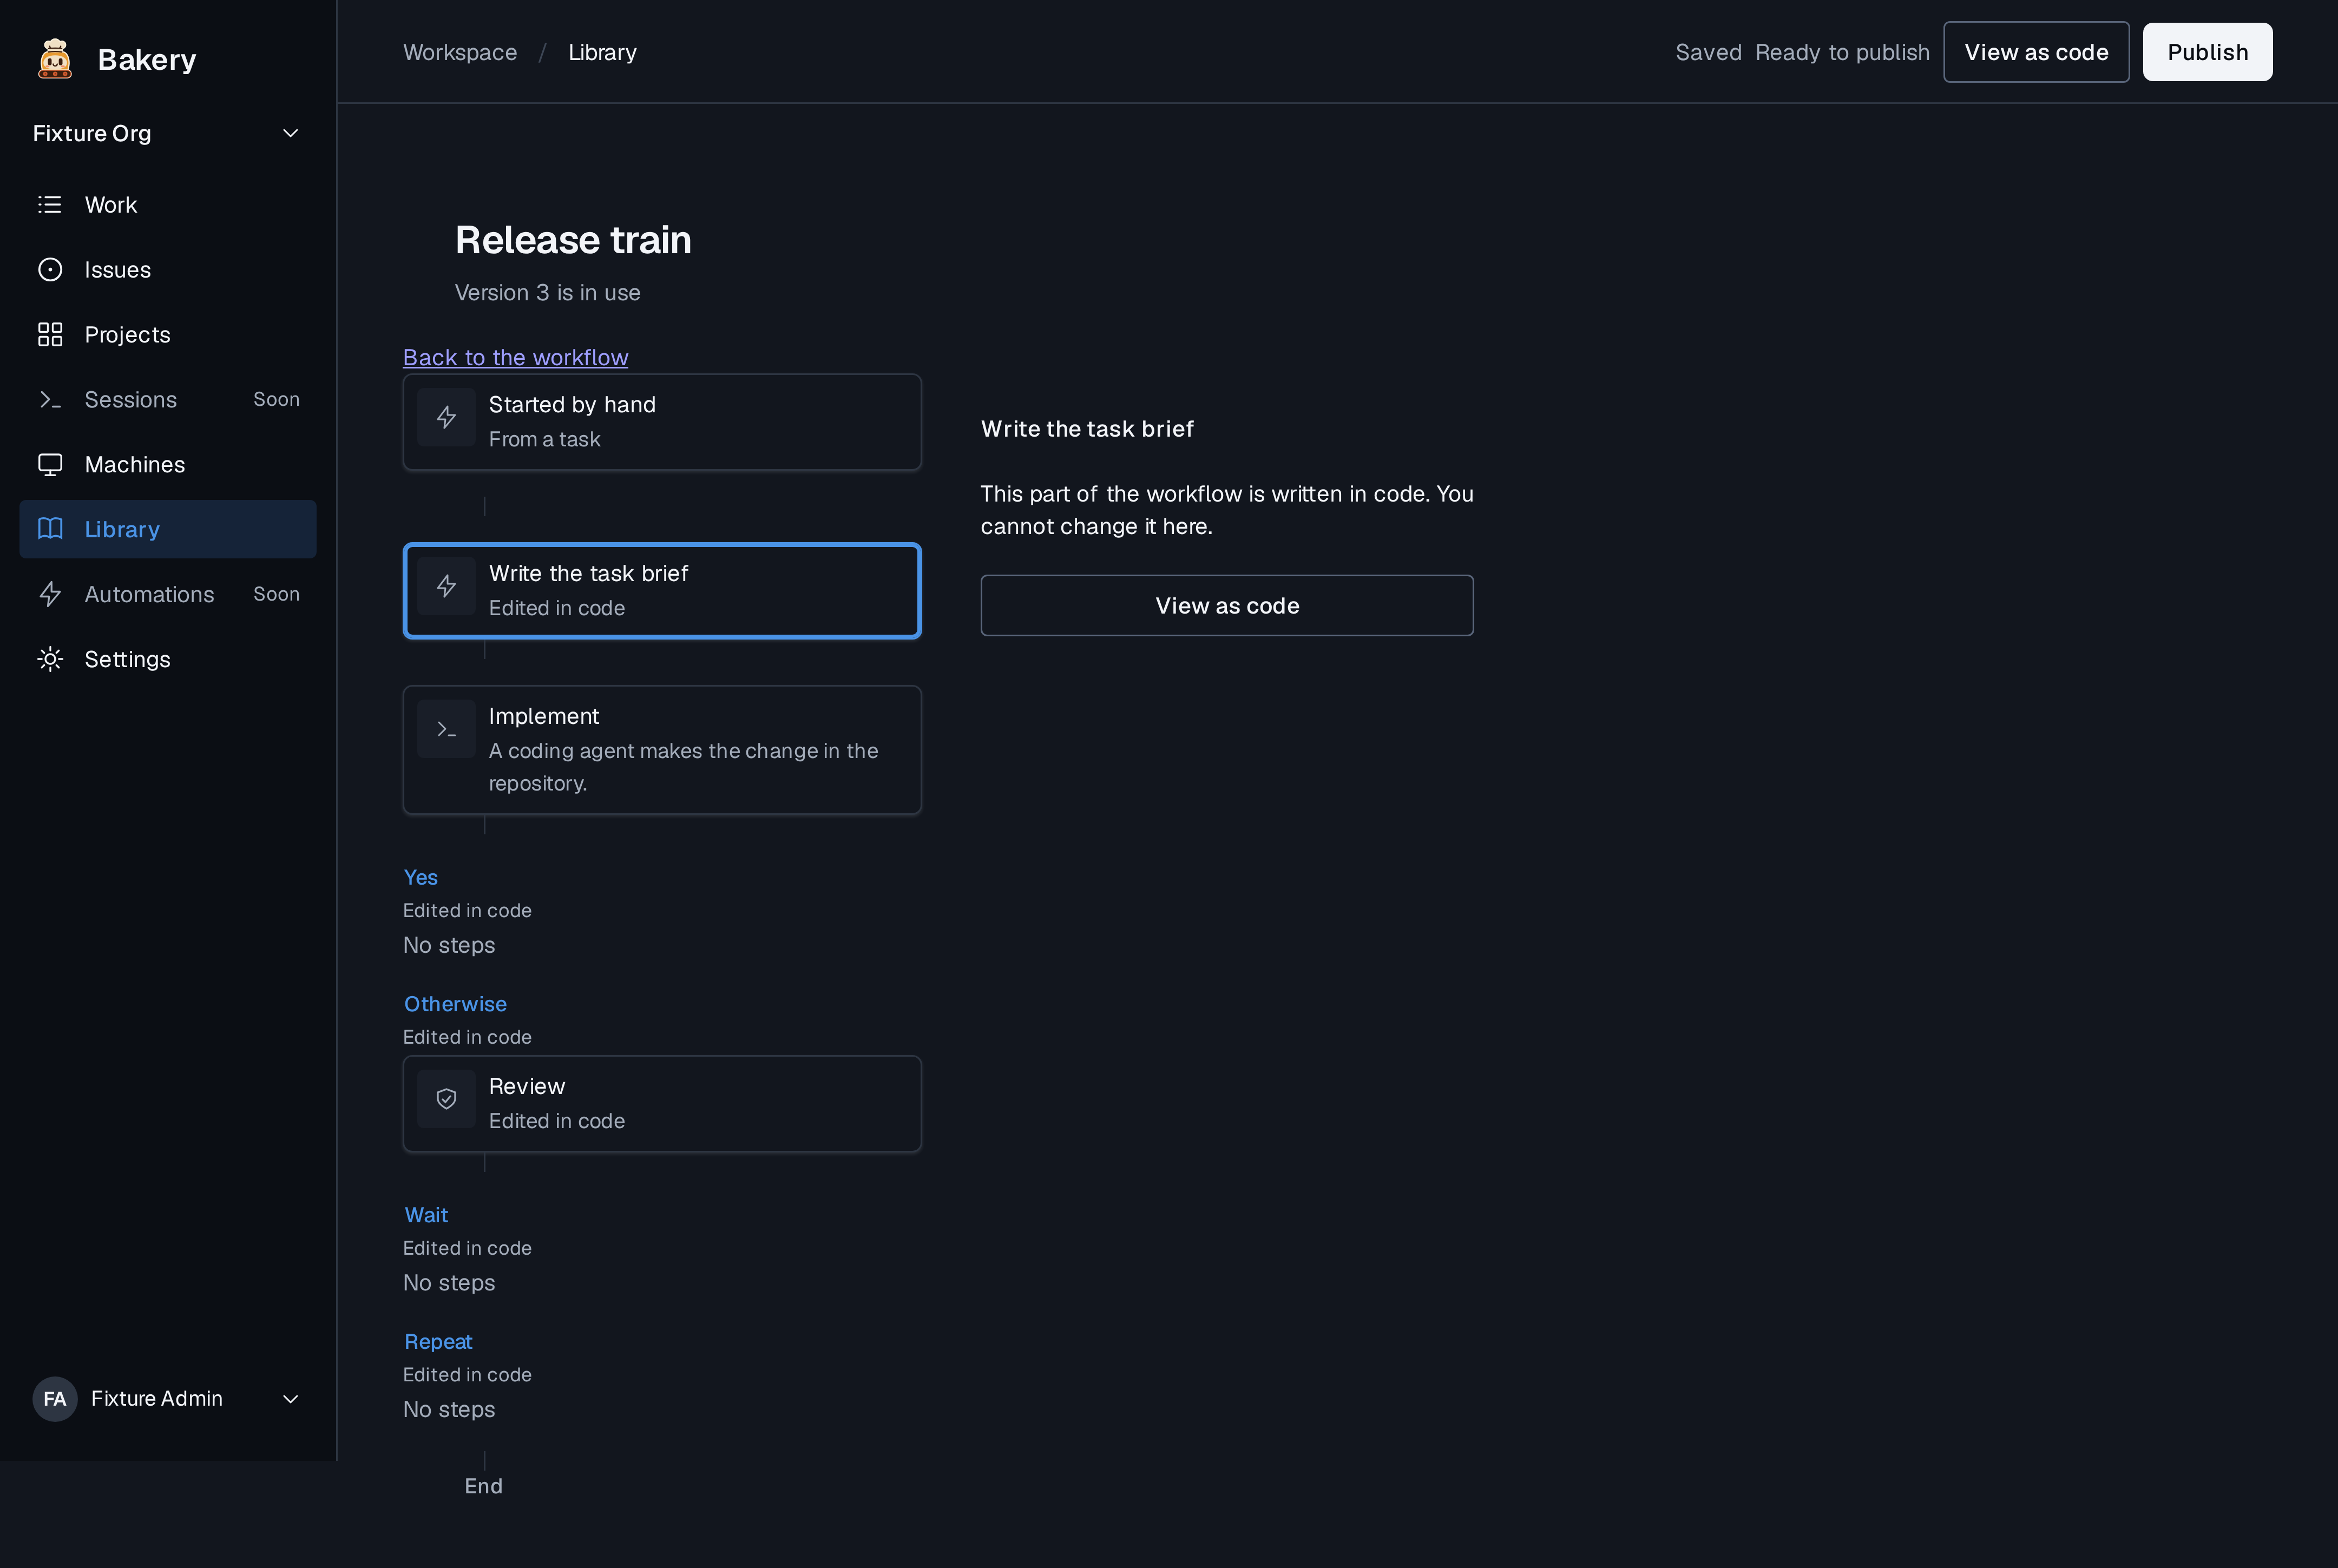 Bakery
Fixture Org
Work
Issues
Projects
Sessions Soon
Machines
Library
Automations Soon
Settings
FA Fixture Admin
Workspace / Library
Saved Ready to publish View as code Publish
Release train
Version 3 is in use
Back to the workflow
Started by hand
From a task
Write the task brief
Edited in code
Implement
A coding agent makes the change in the
repository.
Yes
Edited in code
No steps
Otherwise
Edited in code
Review
Edited in code
Wait
Edited in code
No steps
Repeat
Edited in code
No steps
End
Write the task brief
This part of the workflow is written in code. You
cannot change it here.
View as code